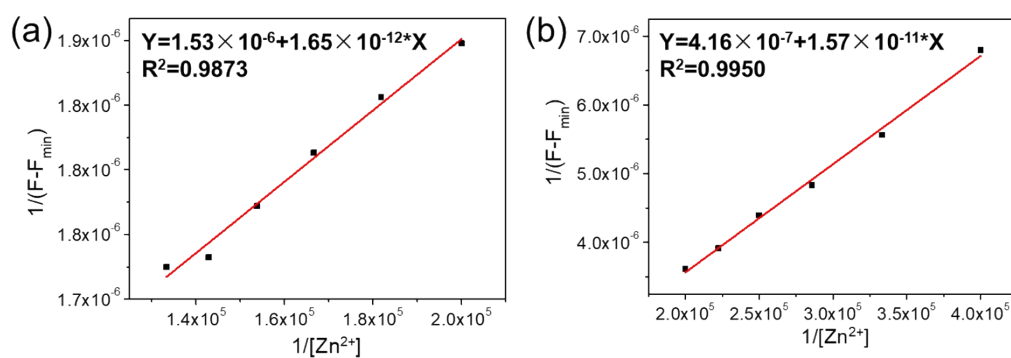 (a)
Y=1.53×10⁻⁶+1.65×10⁻¹²*X
R²=0.9873
1.9x10⁻⁶
1.8x10⁻⁶
1.8x10⁻⁶
1.8x10⁻⁶
1.7x10⁻⁶
1/(F-Fₘᵢₙ)
1.4x10⁵ 1.6x10⁵ 1.8x10⁵ 2.0x10⁵
1/[Zn²⁺]
(b)
Y=4.16×10⁻⁷+1.57×10⁻¹¹*X
R²=0.9950
7.0x10⁻⁶
6.0x10⁻⁶
5.0x10⁻⁶
4.0x10⁻⁶
1/(F-Fₘᵢₙ)
2.0x10⁵ 2.5x10⁵ 3.0x10⁵ 3.5x10⁵ 4.0x10⁵
1/[Zn²⁺]